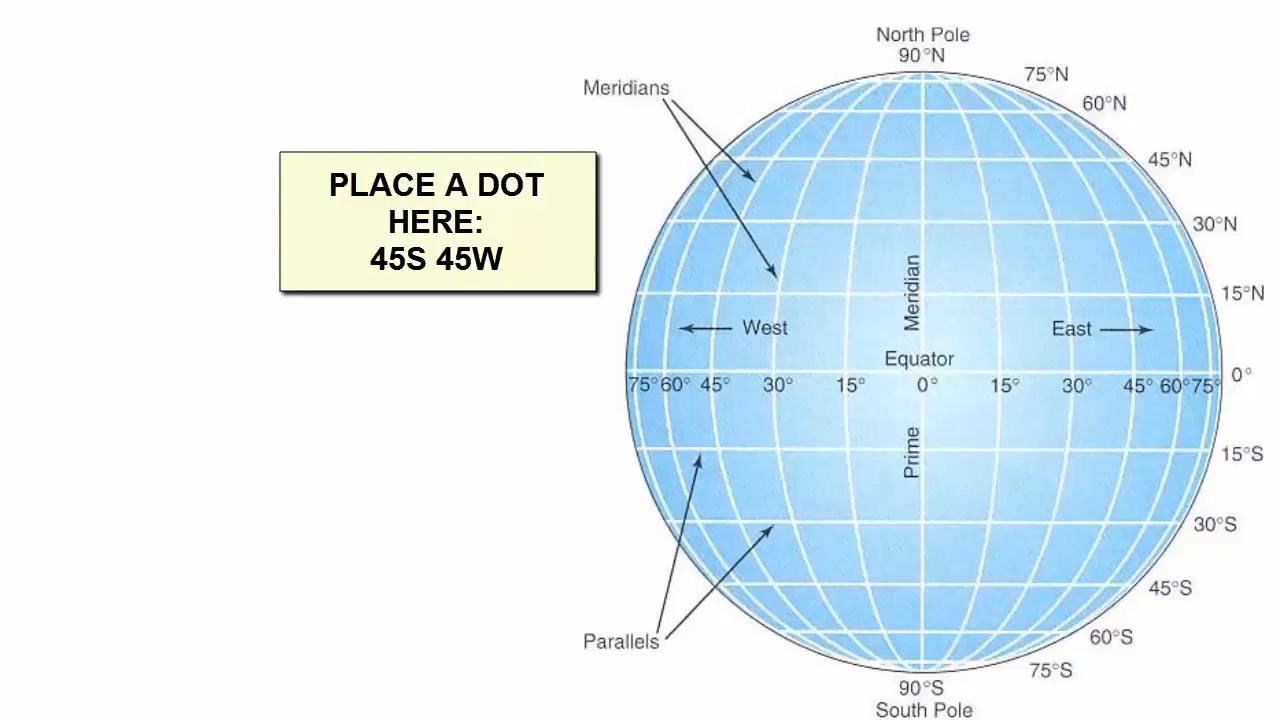 North Pole
90°N
75°N
60°N
Meridians
45°N
PLACE A DOT
HERE:
45S 45W
30°N
15°N
Meridian
West
East
Equator
75° 60° 45° 30° 15° 0° 15° 30° 45° 60° 75°
0°
Prime
15°S
30°S
45°S
60°S
Parallels
75°S
90°S
South Pole